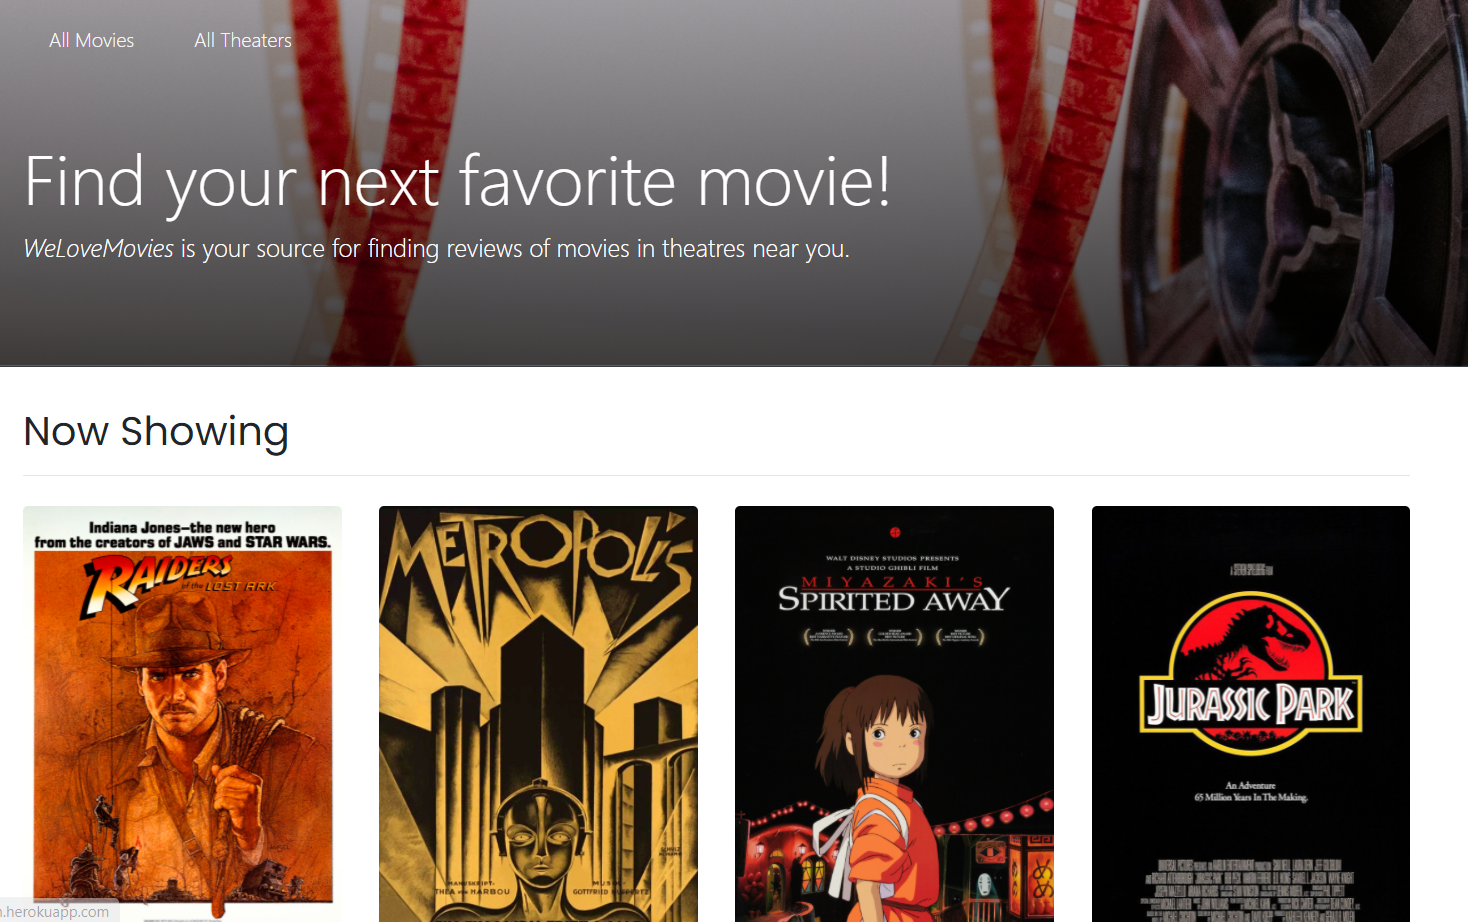 All Movies
All Theaters
Find your next favorite movie!
WeLoveMovies is your source for finding reviews of movies in theatres near you.
Now Showing
Indiana Jones—the new hero
from the creators of JAWS and STAR WARS.
RAIDERS
of the LOST ARK
METROPOLIS
MANUSKRIPT-
THEA von HARBOU
MUSIK-
GOTTFRIED HUPPERTZ
WALT DISNEY STUDIOS PRESENTS
A STUDIO GHIBLI FILM
MIYAZAKI'S
SPIRITED AWAY
JURASSIC PARK
An Adventure
65 Million Years In The Making.
.herokuapp.com